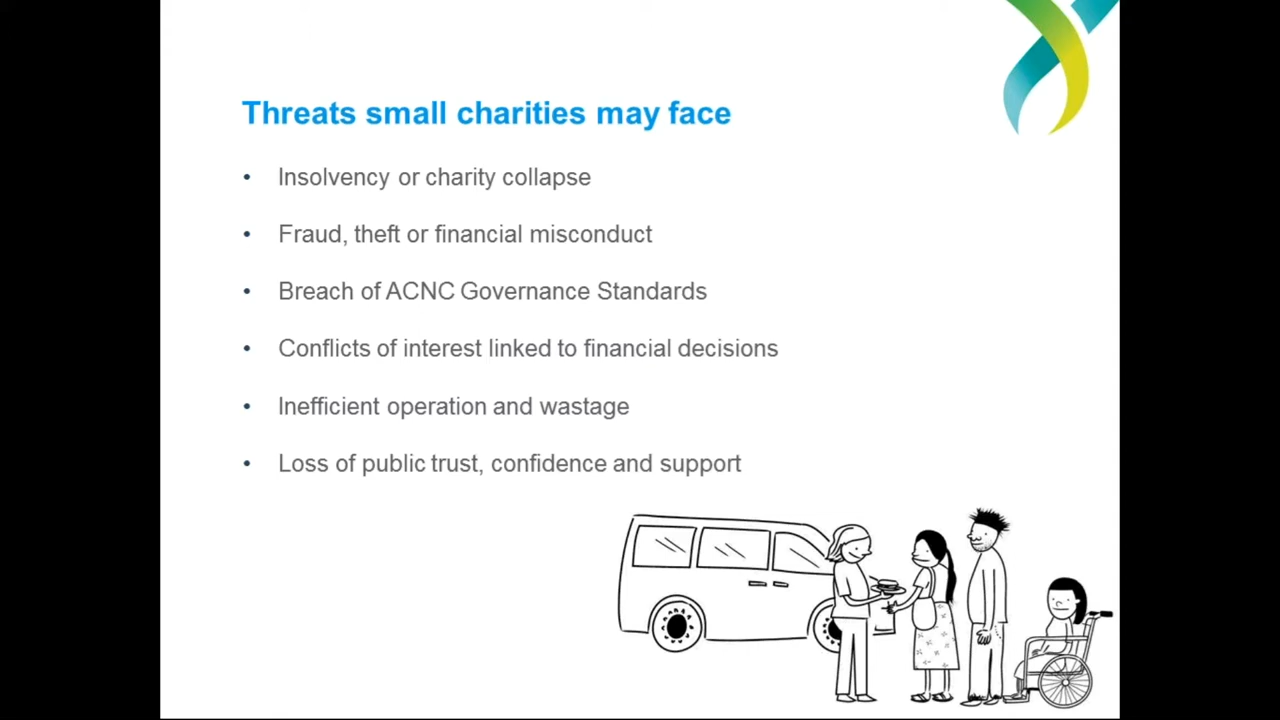 Threats small charities may face
• Insolvency or charity collapse
• Fraud, theft or financial misconduct
• Breach of ACNC Governance Standards
• Conflicts of interest linked to financial decisions
• Inefficient operation and wastage
• Loss of public trust, confidence and support